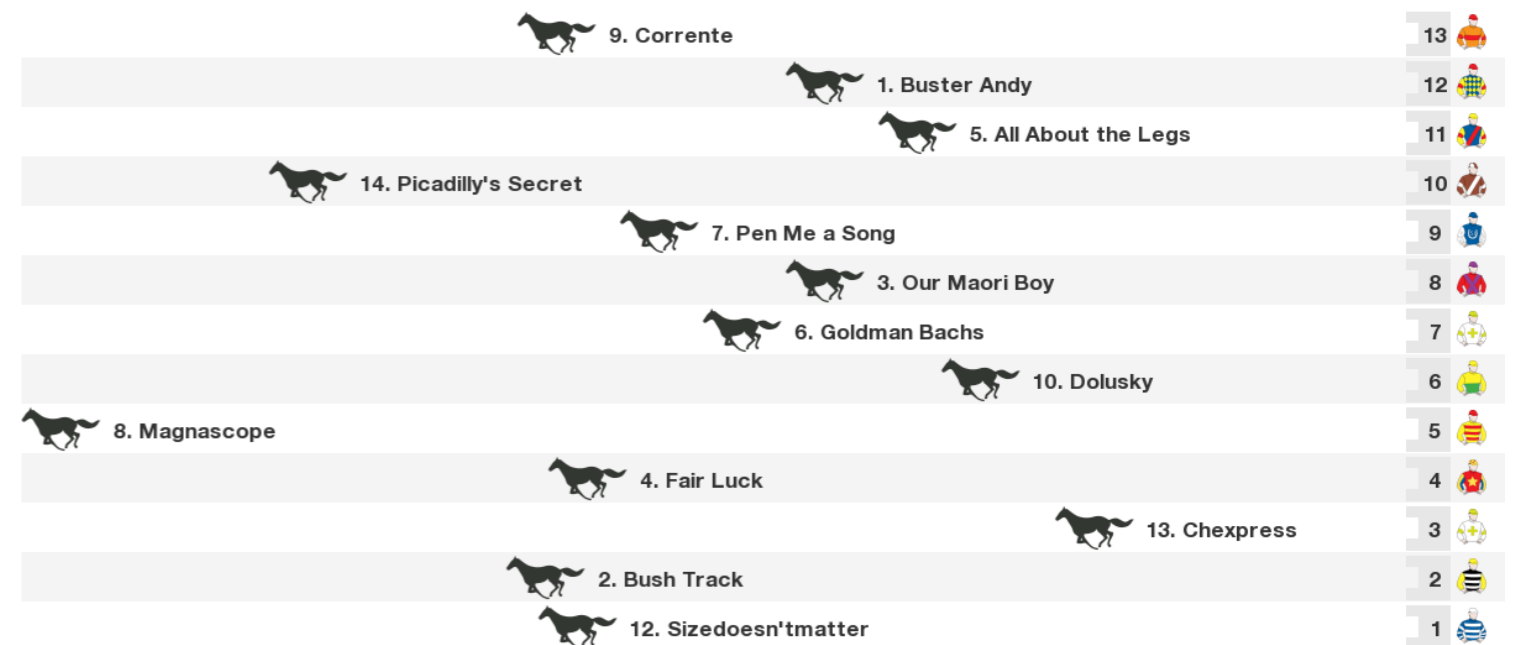 9. Corrente 13
1. Buster Andy 12
5. All About the Legs 11
14. Picadilly's Secret 10
7. Pen Me a Song 9
3. Our Maori Boy 8
6. Goldman Bachs 7
10. Dolusky 6
8. Magnascope 5
4. Fair Luck 4
13. Chexpress 3
2. Bush Track 2
12. Sizedoesn'tmatter 1